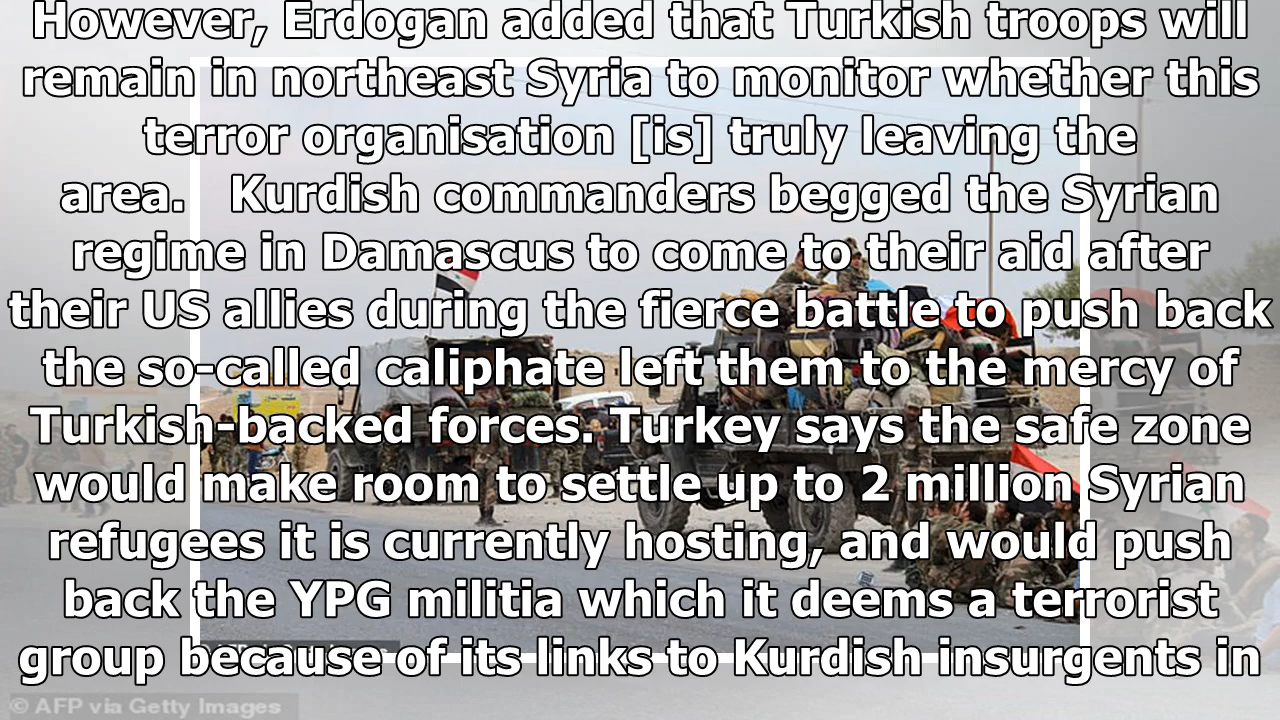 However, Erdogan added that Turkish troops will
remain in northeast Syria to monitor whether this
terror organisation [is] truly leaving the
area.   Kurdish commanders begged the Syrian
regime in Damascus to come to their aid after
their US allies during the fierce battle to push back
the so-called caliphate left them to the mercy of
Turkish-backed forces. Turkey says the safe zone
would make room to settle up to 2 million Syrian
refugees it is currently hosting, and would push
back the YPG militia which it deems a terrorist
group because of its links to Kurdish insurgents in
© AFP via Getty Images